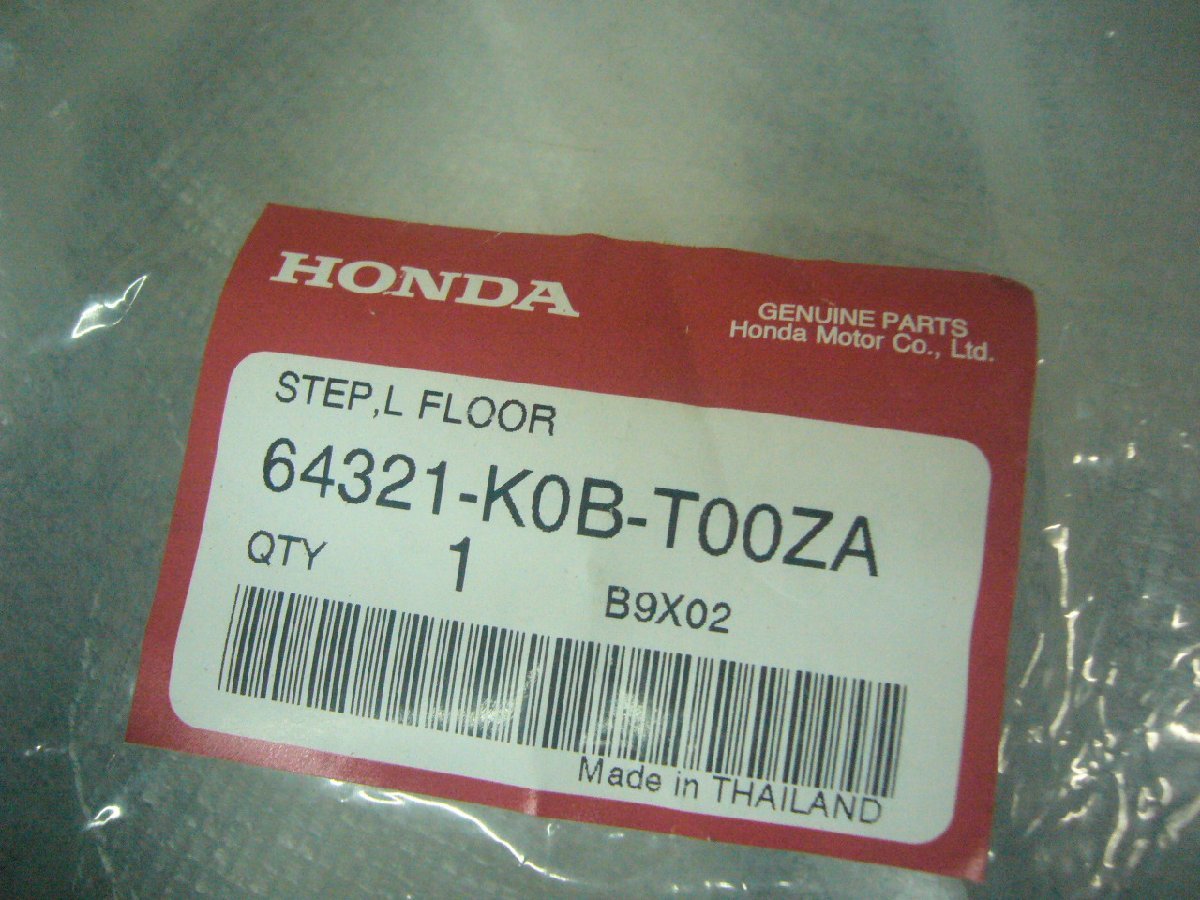 HONDA
GENUINE PARTS
Honda Motor Co., Ltd.
STEP,L FLOOR
64321-K0B-T00ZA
QTY 1
B9X02
Made in THAILAND